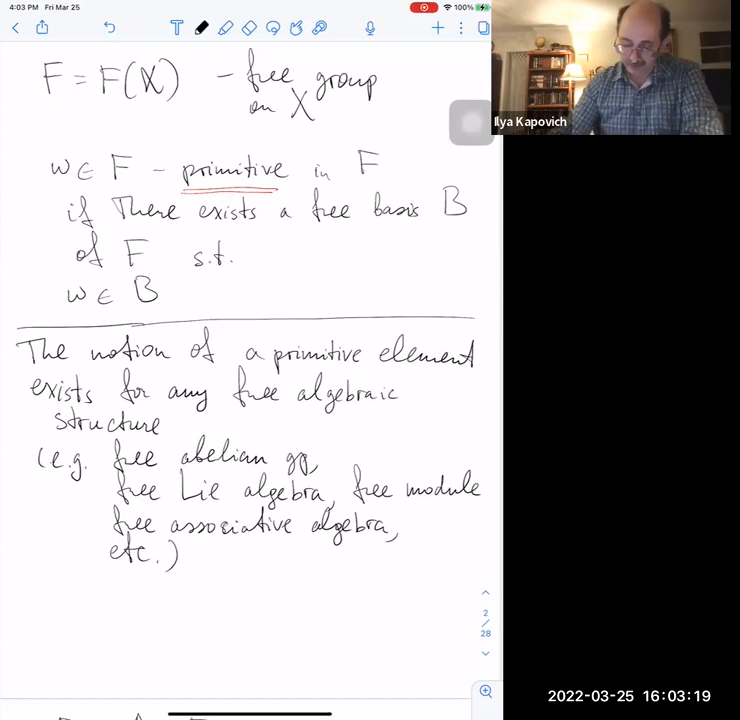 4:03 PM Fri Mar 25
100%
F = F(X) - free group
on X
w ∈ F - primitive in F
if There exists a free basis B
of F s.t.
w ∈ B
The notion of a primitive element
exists for any free algebraic
structure
(e.g. free abelian gp,
free Lie algebra, free module
free associative algebra,
etc.)
2
/
28
Ilya Kapovich
2022-03-25 16:03:19